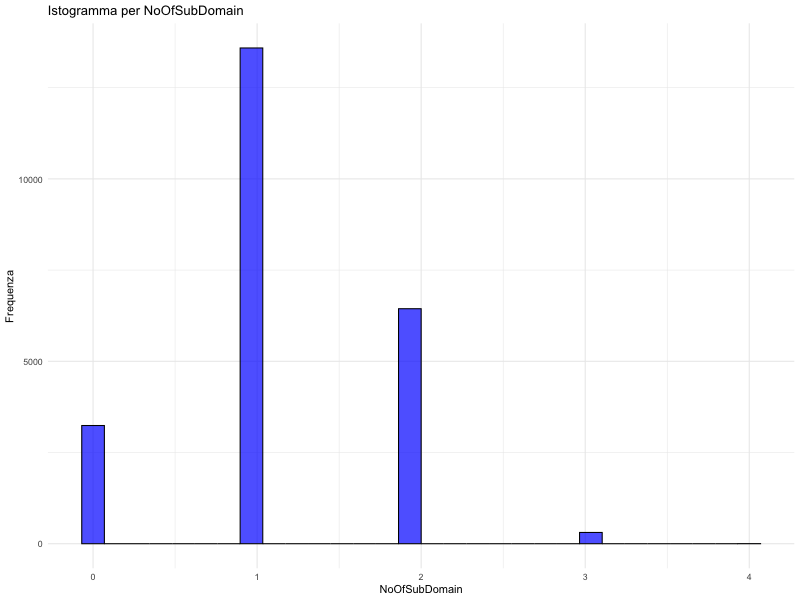 Istogramma per NoOfSubDomain
Frequenza
10000
5000
0
0 1 2 3 4
NoOfSubDomain